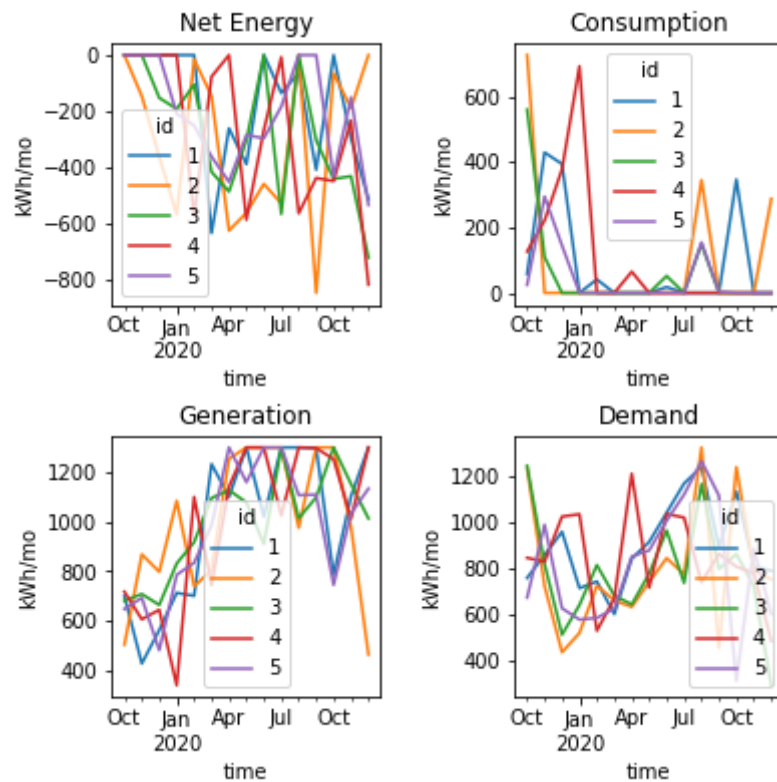 Net Energy
0
−200
−400
−600
−800
kWh/mo
id
1
2
3
4
5
Oct Jan Apr Jul Oct
2020
time
Consumption
600
400
200
0
kWh/mo
id
1
2
3
4
5
Oct Jan Apr Jul Oct
2020
time
Generation
1200
1000
800
600
400
kWh/mo
id
1
2
3
4
5
Oct Jan Apr Jul Oct
2020
time
Demand
1200
1000
800
600
400
kWh/mo
id
1
2
3
4
5
Oct Jan Apr Jul Oct
2020
time